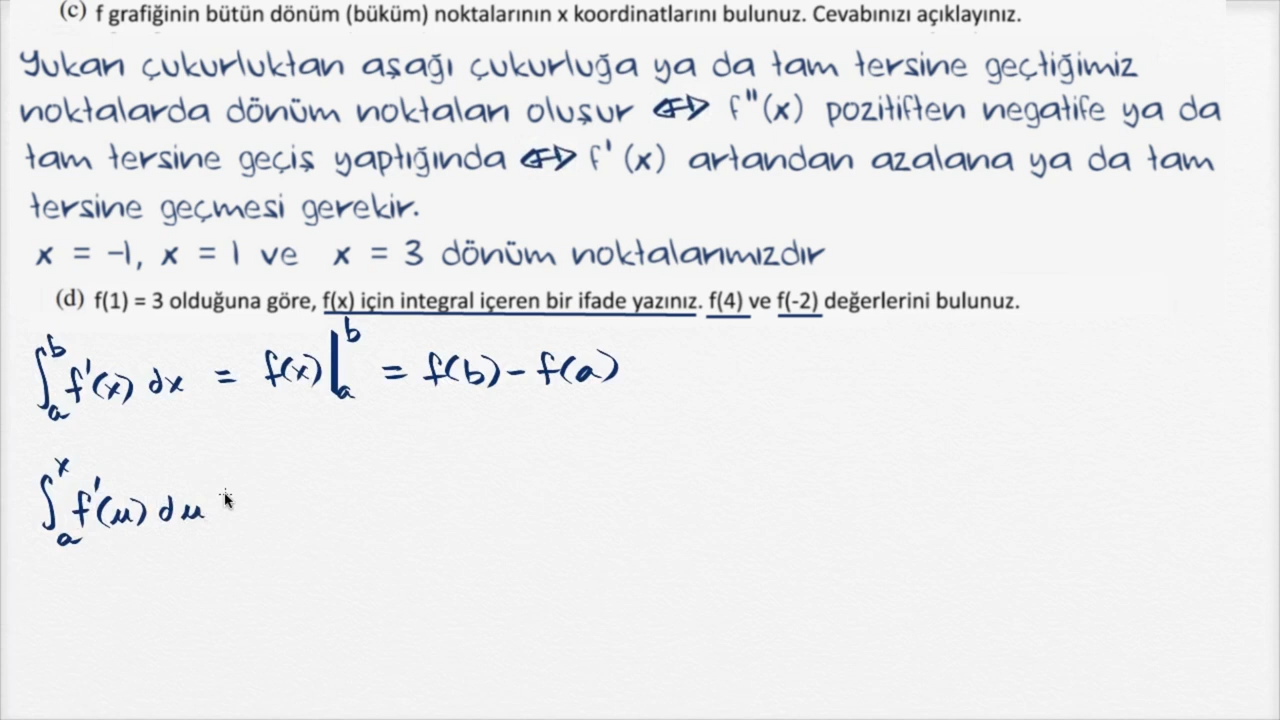 (c) f grafiğinin bütün dönüm (büküm) noktalarının x koordinatlarını bulunuz. Cevabınızı açıklayınız.
Yukarı çukurluktan aşağı çukurluğa ya da tam tersine geçtiğimiz
noktalarda dönüm noktaları oluşur ⇔ f"(x) pozitiften negatife ya da
tam tersine geçiş yaptığında ⇔ f'(x) artandan azalana ya da tam
tersine geçmesi gerekir.
x = -1, x = 1 ve x = 3 dönüm noktalarımızdır
(d) f(1) = 3 olduğuna göre, f(x) için integral içeren bir ifade yazınız. f(4) ve f(-2) değerlerini bulunuz.
∫_a^b f'(x) dx = f(x) |_a^b = f(b) - f(a)
∫_a^x f'(u) du